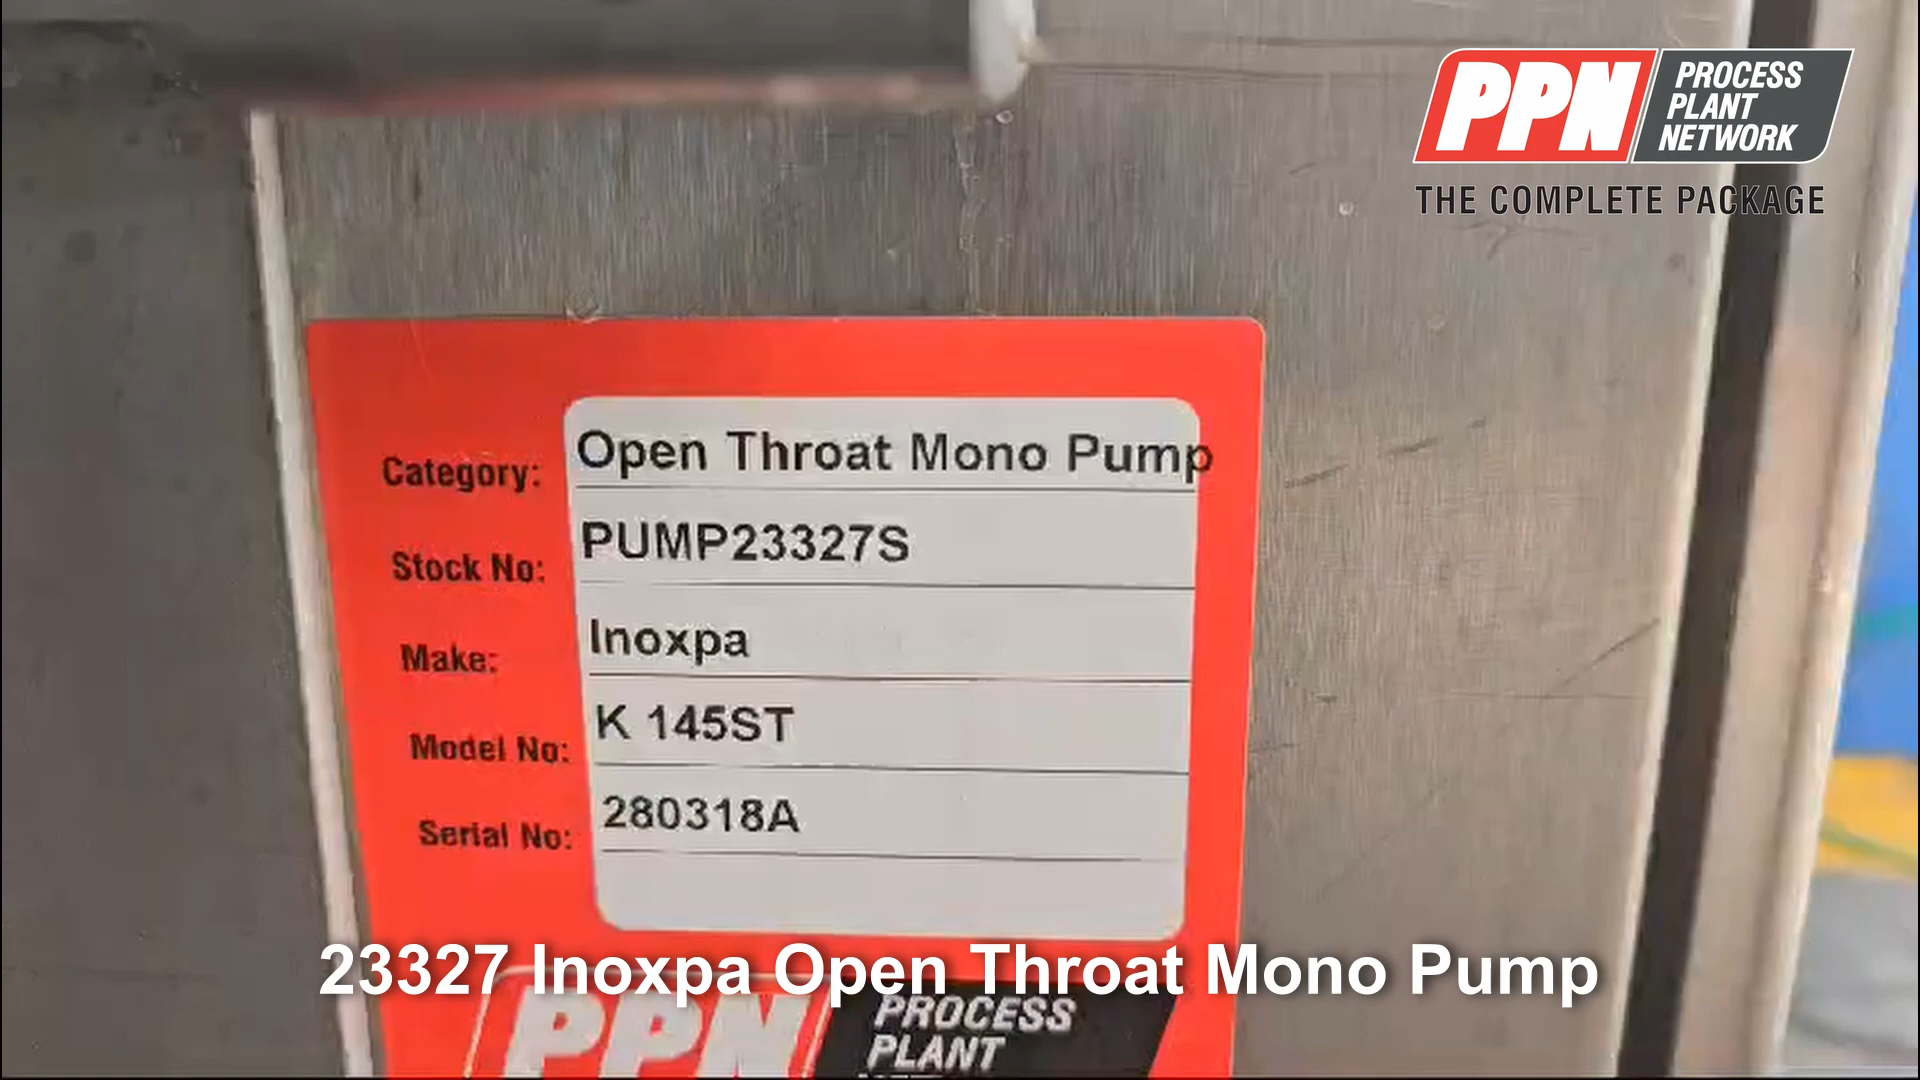 PPN PROCESS
PLANT
NETWORK
THE COMPLETE PACKAGE
Category: Open Throat Mono Pump
Stock No: PUMP23327S
Make: Inoxpa
Model No: K 145ST
Serial No: 280318A
23327 Inoxpa Open Throat Mono Pump
PPN PROCESS
PLANT